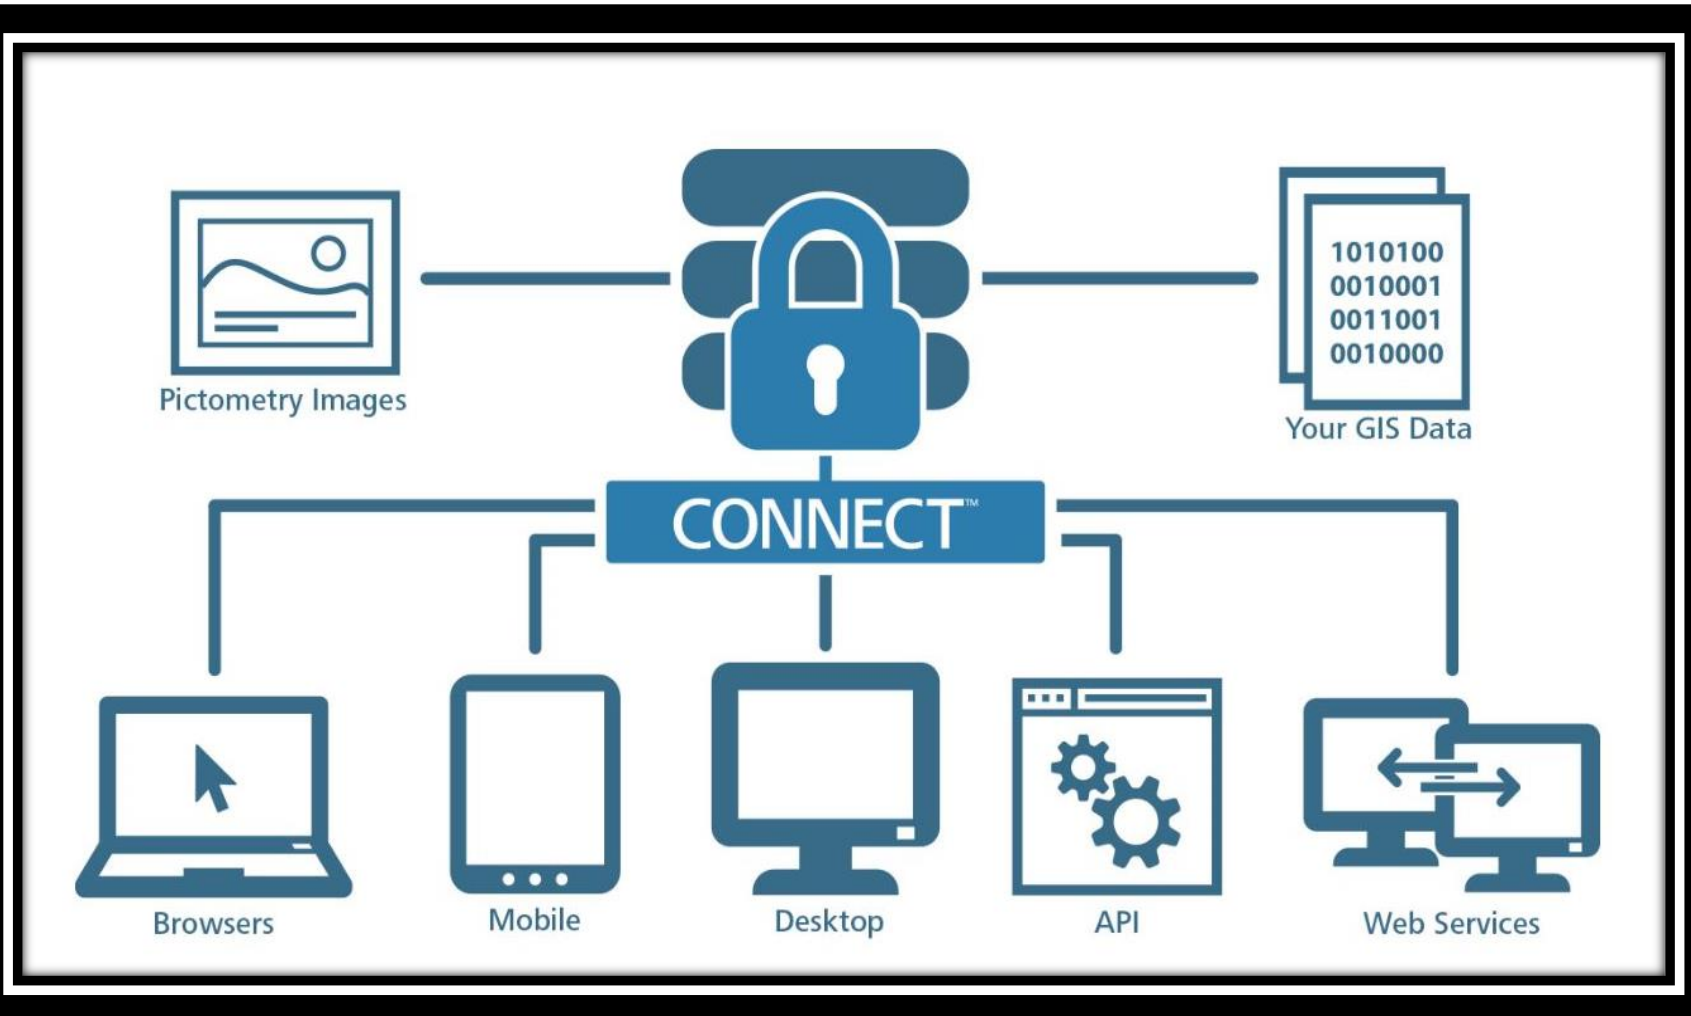 1010100
0010001
0011001
0010000
Pictometry Images
Your GIS Data
CONNECT™
Browsers
Mobile
Desktop
API
Web Services